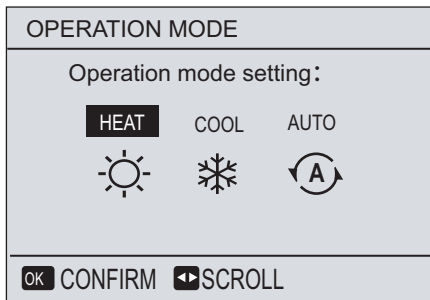 OPERATION MODE
Operation mode setting:
HEAT COOL AUTO
A
OK CONFIRM SCROLL